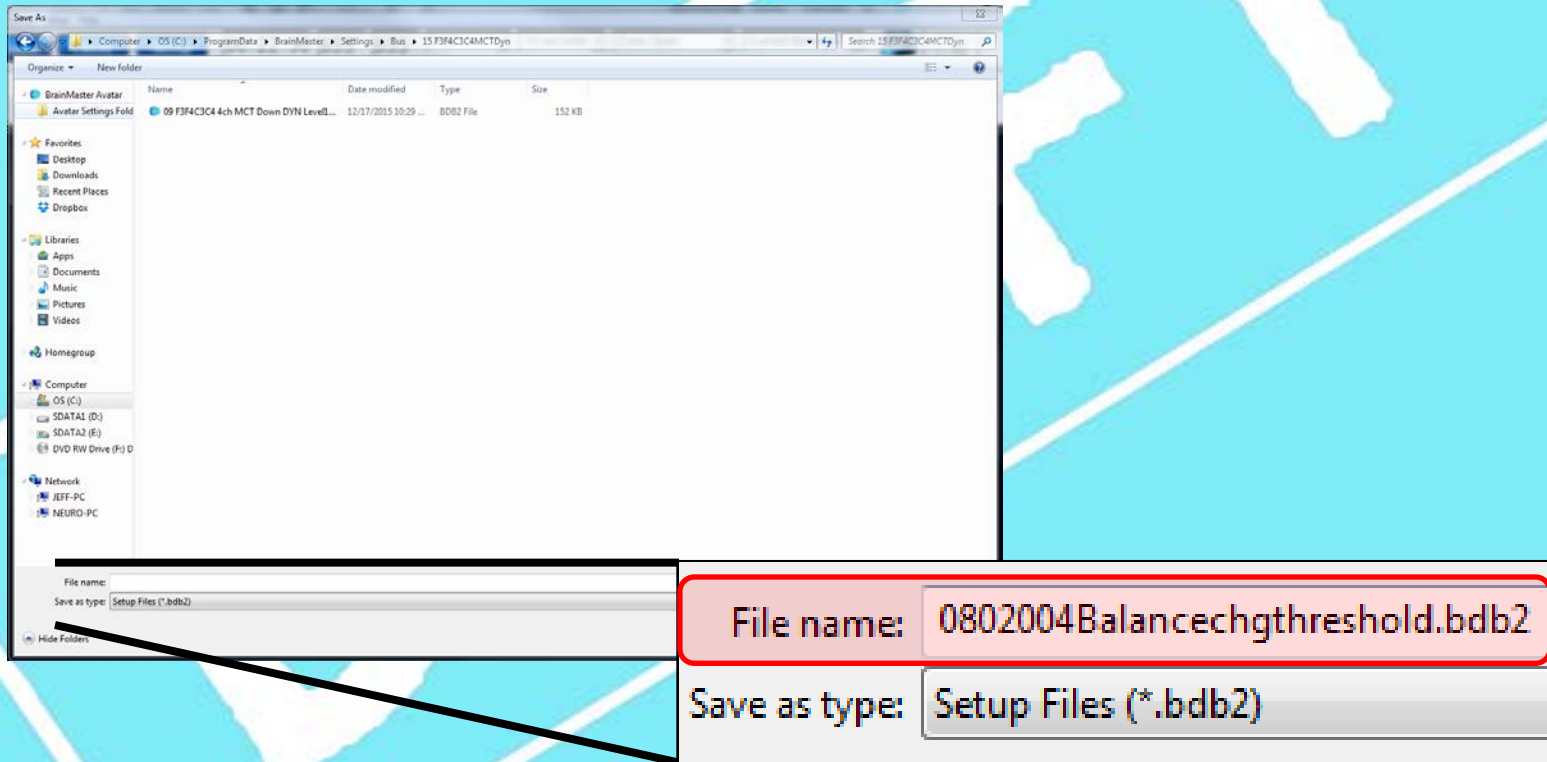 Save As
Computer ▸ OS (C:) ▸ ProgramData ▸ BrainMaster ▸ Settings ▸ Bus ▸ 15 F3F4C3C4MCTDyn
Search 15 F3F4C3C4MCTDyn
Organize New folder
Name Date modified Type Size
BrainMaster Avatar
Avatar Settings Fold
09 F3F4C3C4 4ch MCT Down DYN Level1... 12/17/2015 10:29 ... BDB2 File 152 KB
Favorites
Desktop
Downloads
Recent Places
Dropbox
Libraries
Apps
Documents
Music
Pictures
Videos
Homegroup
Computer
OS (C:)
SDATA1 (D:)
SDATA2 (E:)
DVD RW Drive (F:) D
Network
JEFF-PC
NEURO-PC
File name:
Save as type: Setup Files (*.bdb2)
Hide Folders
File name: 0802004Balancechgthreshold.bdb2
Save as type: Setup Files (*.bdb2)